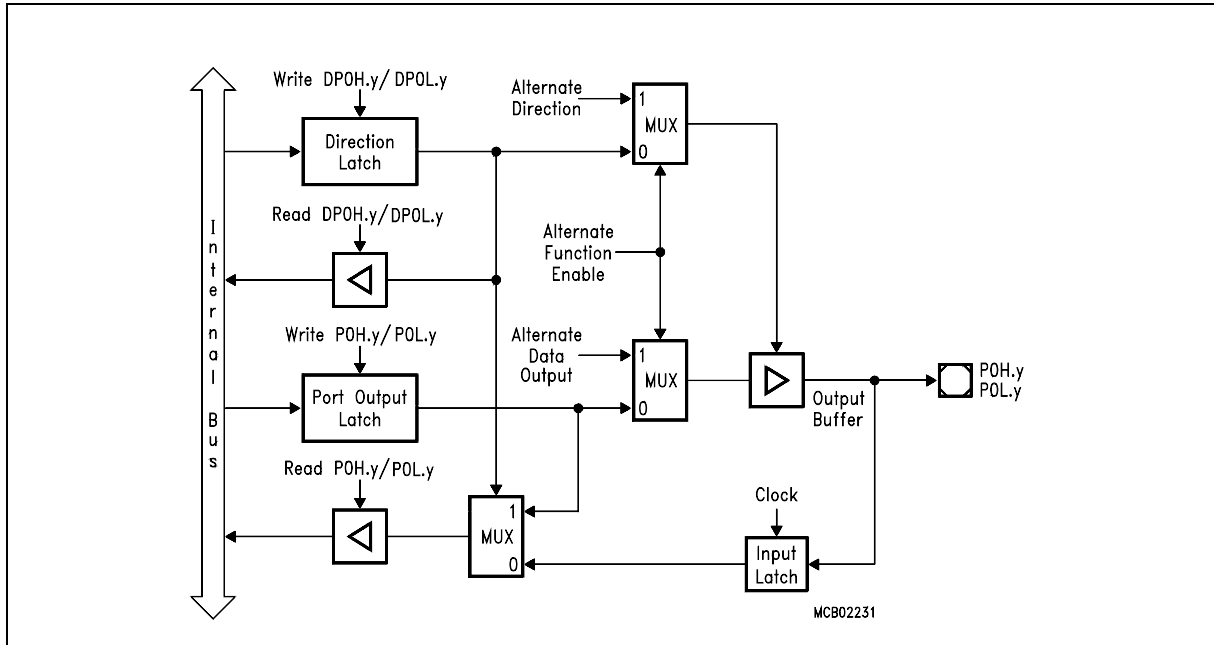 Write DP0H.y/DP0L.y
Direction
Latch
Alternate
Direction
1
MUX
0
Read DP0H.y/DP0L.y
Alternate
Function
Enable
Internal Bus
Write P0H.y/P0L.y
Port Output
Latch
Alternate
Data
Output
1
MUX
0
Output
Buffer
P0H.y
P0L.y
Read P0H.y/P0L.y
1
MUX
0
Clock
Input
Latch
MCB02231